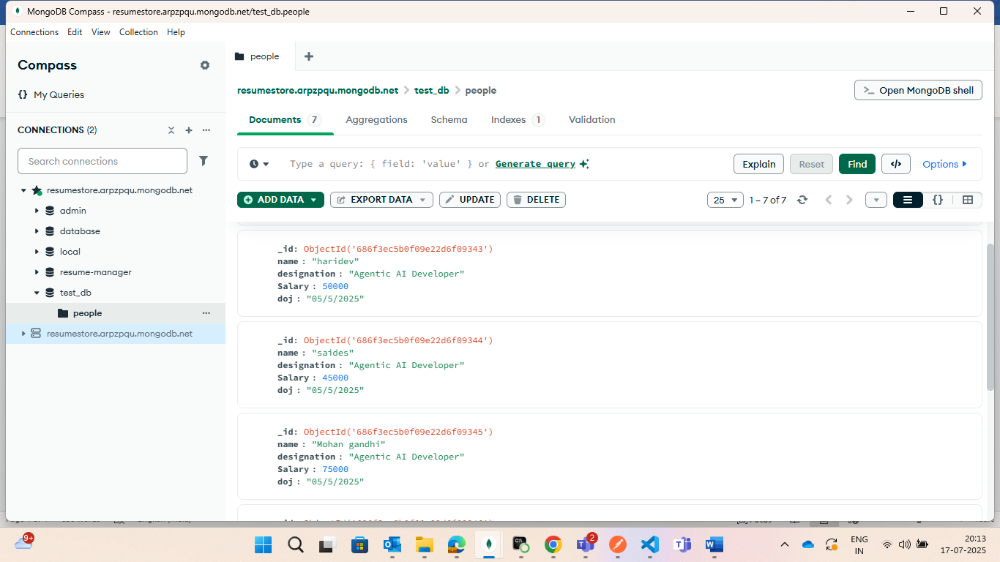 MongoDB Compass - resumestore.arpzpqu.mongodb.net/test_db.people
Connections Edit View Collection Help
Compass
{} My Queries
CONNECTIONS (2)
Search connections
resumestore.arpzpqu.mongodb.net
admin
database
local
resume-manager
test_db
people
resumestore.arpzpqu.mongodb.net
people
resumestore.arpzpqu.mongodb.net > test_db > people
>_ Open MongoDB shell
Documents 7 Aggregations Schema Indexes 1 Validation
Type a query: { field: 'value' } or Generate query
Explain Reset Find </> Options
ADD DATA EXPORT DATA UPDATE DELETE
25 1 – 7 of 7 {}
_id: ObjectId('686f3ec5b0f09e22d6f09343')
name : "haridev"
designation : "Agentic AI Developer"
Salary : 50000
doj : "05/5/2025"
_id: ObjectId('686f3ec5b0f09e22d6f09344')
name : "saides"
designation : "Agentic AI Developer"
Salary : 45000
doj : "05/5/2025"
_id: ObjectId('686f3ec5b0f09e22d6f09345')
name : "Mohan gandhi"
designation : "Agentic AI Developer"
Salary : 75000
doj : "05/5/2025"
9+
2
ENG
IN
20:13
17-07-2025